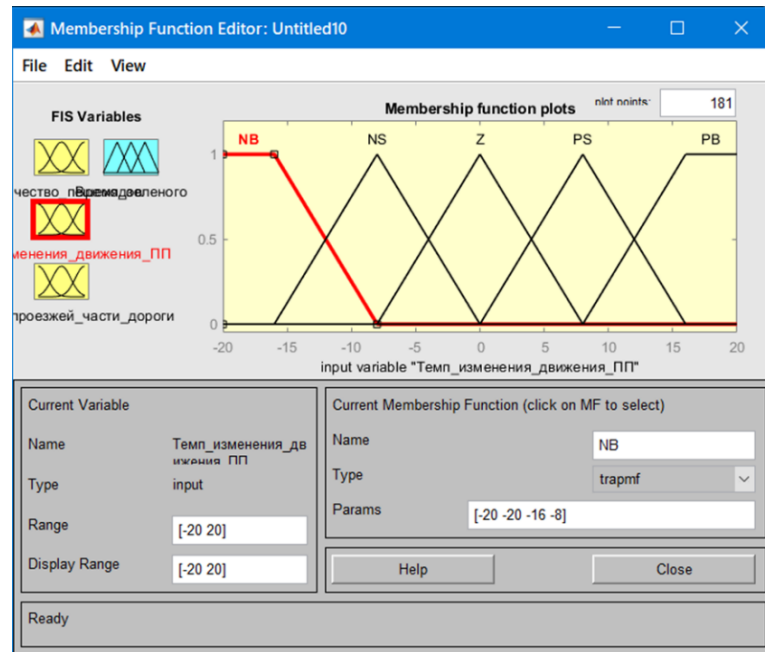 Membership Function Editor: Untitled10
File Edit View
FIS Variables
Membership function plots
plot points:
181
NB NS Z PS PB
1
0.5
0
-20 -15 -10 -5 0 5 10 15 20
input variable "Темп_изменения_движения_ПП"
зеленого
менения_движения_ПП
проезжей_части_дороги
Current Variable
Name
Темп_изменения_дв
ижения_ПП
Type
input
Range
[-20 20]
Display Range
[-20 20]
Current Membership Function (click on MF to select)
Name
NB
Type
trapmf
Params
[-20 -20 -16 -8]
Help
Close
Ready